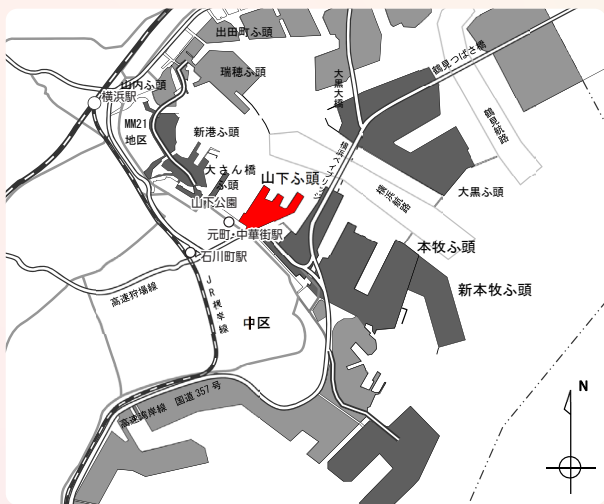 出田町ふ頭
瑞穂ふ頭
山内ふ頭
横浜駅
MM21
地区
新港ふ頭
大さん橋
ふ頭
山下ふ頭
山下公園
元町・中華街駅
石川町駅
大黒大橋
鶴見つばさ橋
鶴見航路
横浜ベイブリッジ
横浜航路
大黒ふ頭
本牧ふ頭
新本牧ふ頭
高速狩場線
JR根岸線
中区
高速湾岸線 国道357号
N